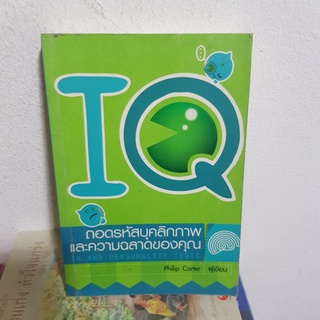 IQ
ถอดรหัสบุคลิกภาพ
และความฉลาดของคุณ
IQ AND PERSONALITY TESTS
Philip Carter ผู้เขียน